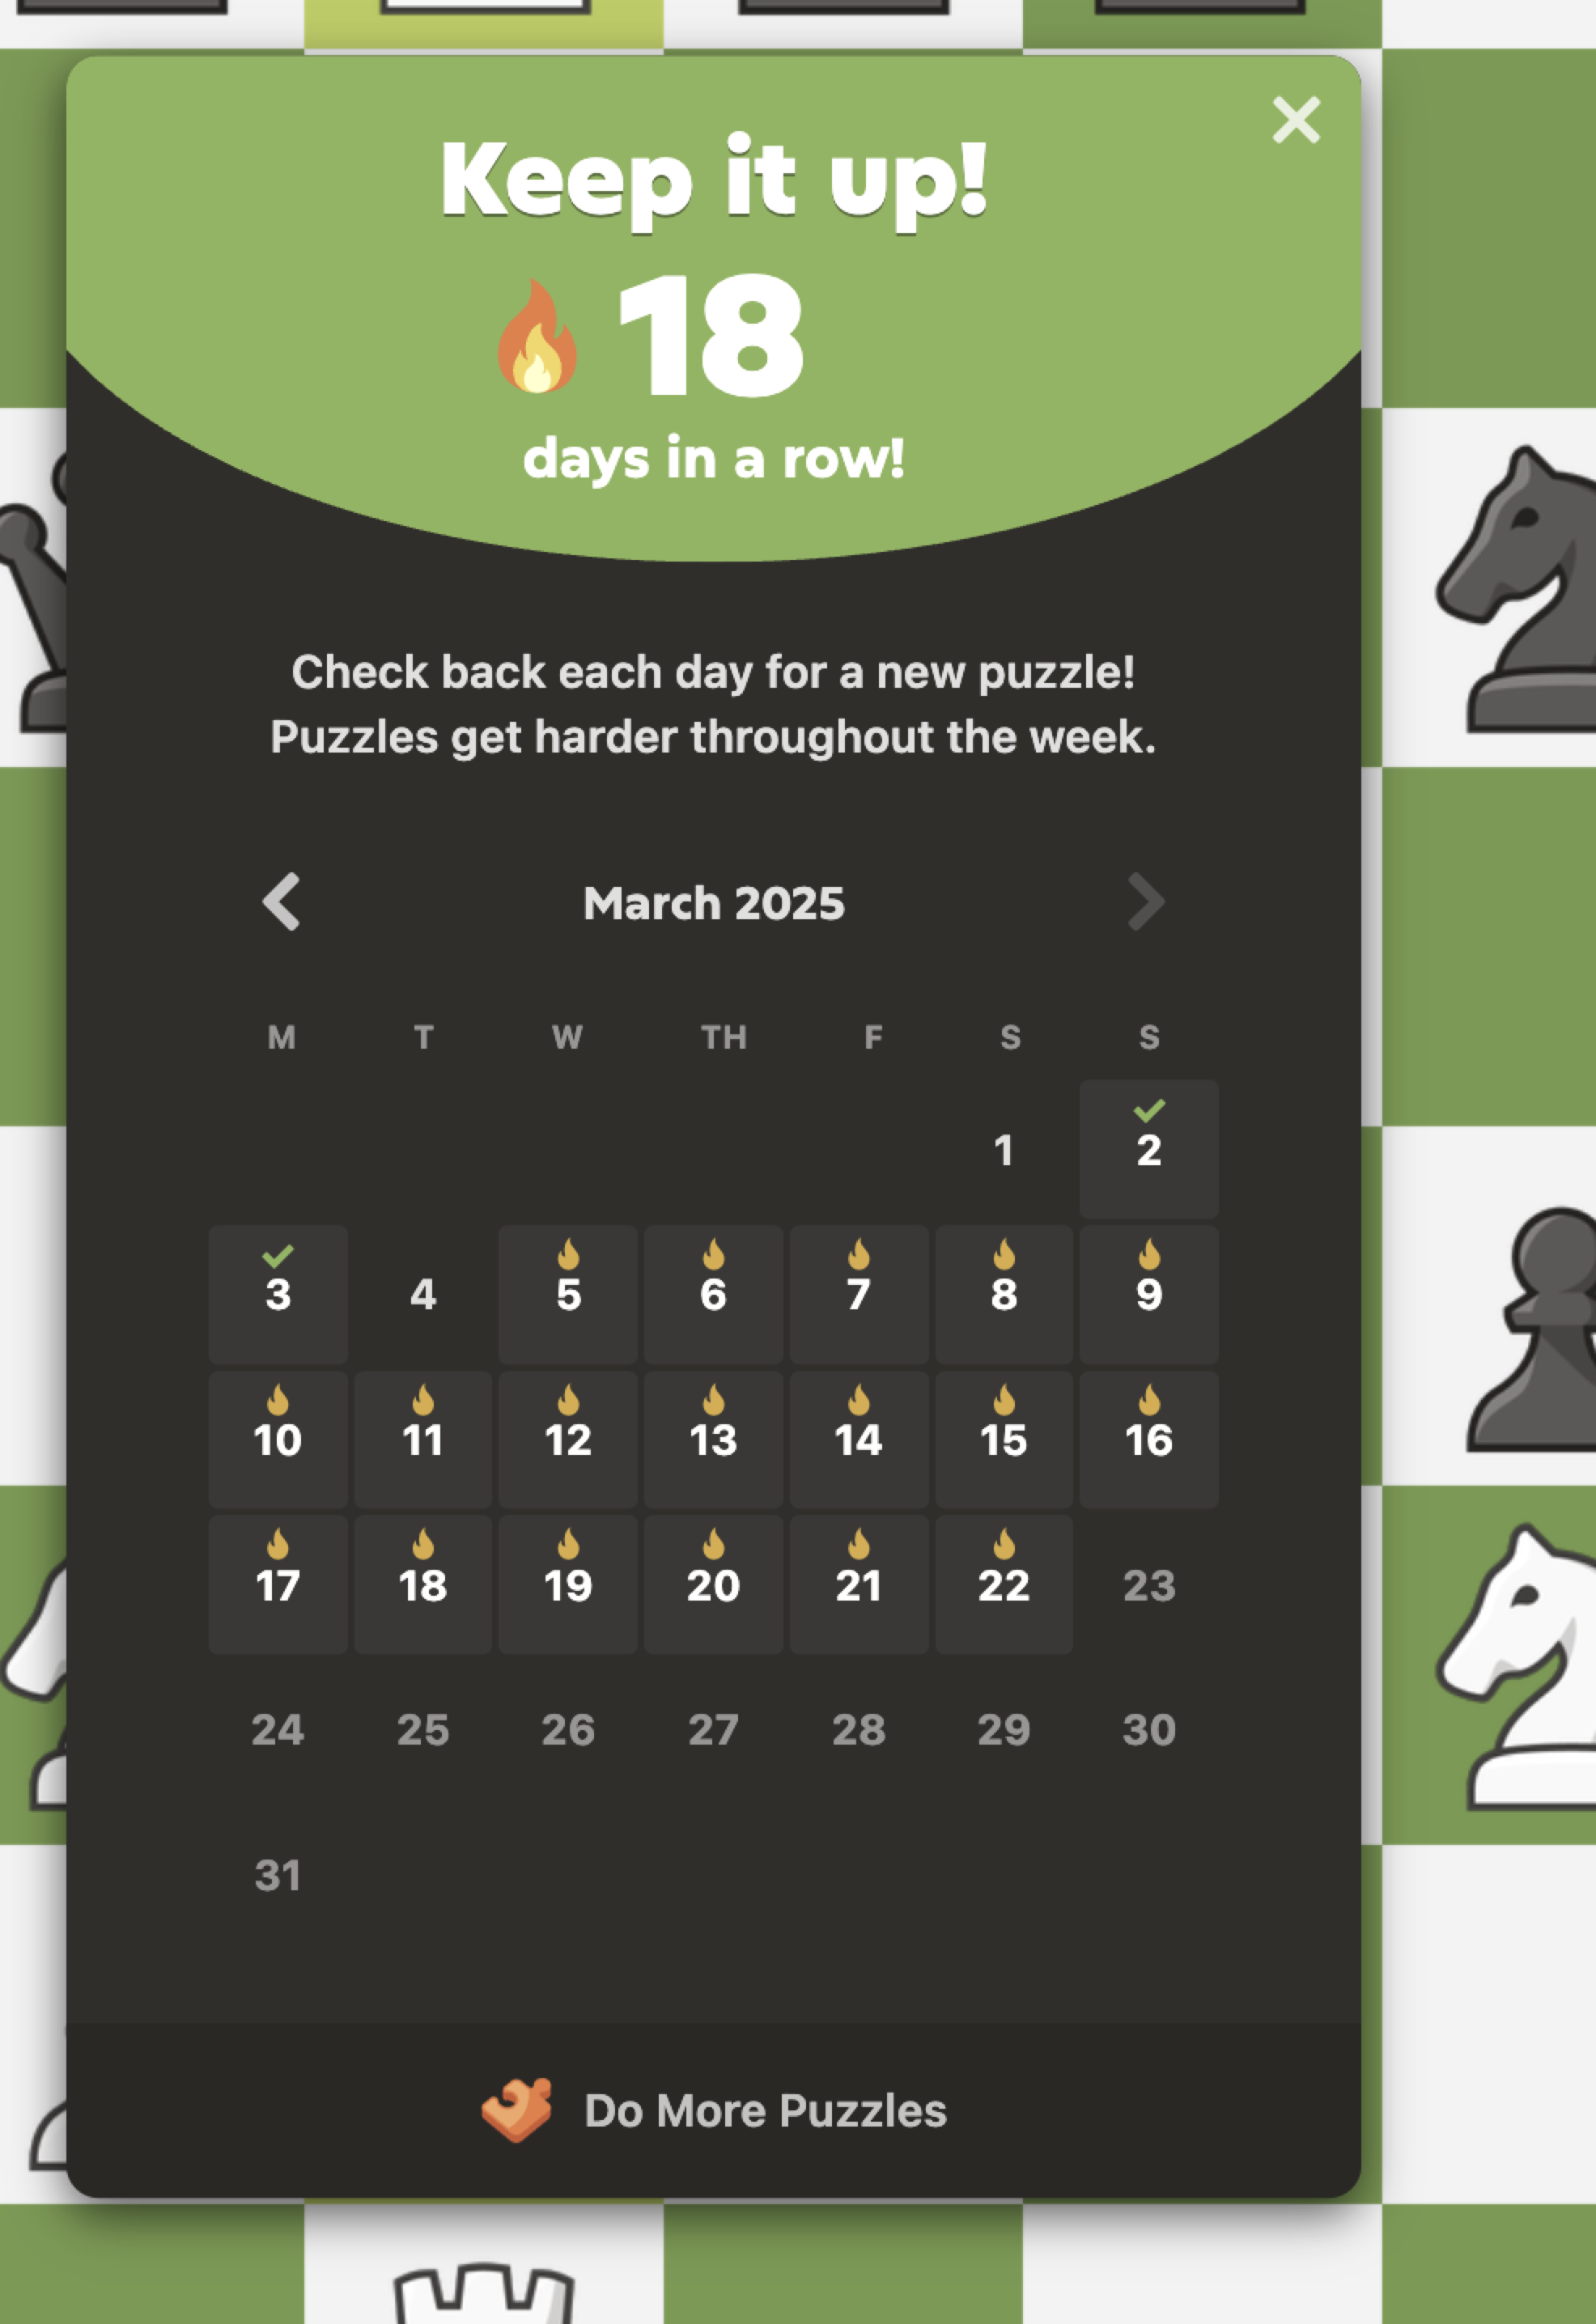 Keep it up!
18
days in a row!
Check back each day for a new puzzle!
Puzzles get harder throughout the week.
March 2025
M T W TH F S S
1 2
3 4 5 6 7 8 9
10 11 12 13 14 15 16
17 18 19 20 21 22 23
24 25 26 27 28 29 30
31
Do More Puzzles